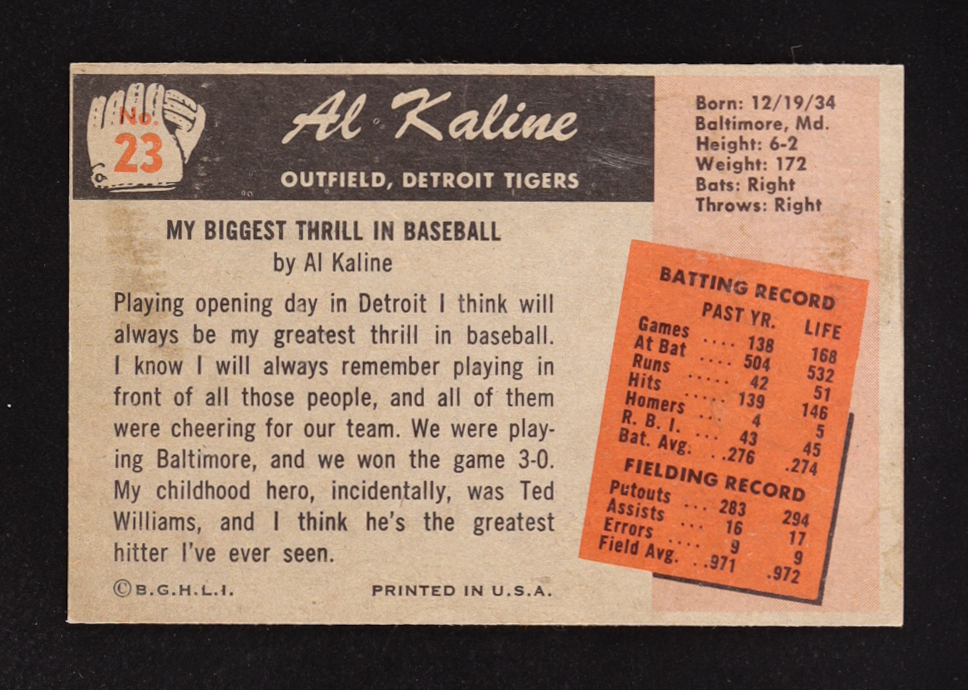 No.
23
Al Kaline
OUTFIELD, DETROIT TIGERS
Born: 12/19/34
Baltimore, Md.
Height: 6-2
Weight: 172
Bats: Right
Throws: Right
MY BIGGEST THRILL IN BASEBALL
by Al Kaline
Playing opening day in Detroit I think will
always be my greatest thrill in baseball.
I know I will always remember playing in
front of all those people, and all of them
were cheering for our team. We were play-
ing Baltimore, and we won the game 3-0.
My childhood hero, incidentally, was Ted
Williams, and I think he's the greatest
hitter I've ever seen.
©B.G.H.L.I. PRINTED IN U.S.A.
BATTING RECORD
PAST YR. LIFE
Games .... 138 168
At Bat .... 504 532
Runs ..... 42 51
Hits ..... 139 146
Homers ... 4 5
R. B. I. ... 43 45
Bat. Avg. .276 .274
FIELDING RECORD
Putouts ... 283 294
Assists ... 16 17
Errors .... 9 9
Field Avg. .971 .972